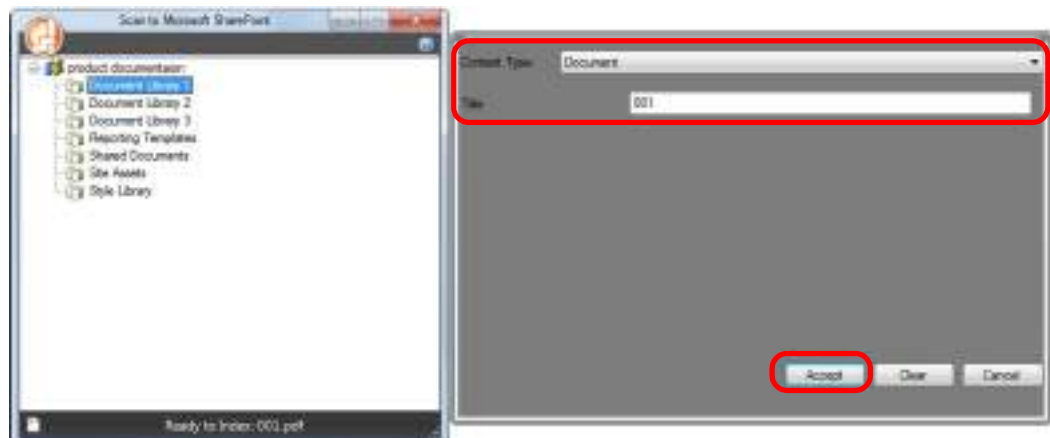 Scan to Microsoft SharePoint
product documentation
Document Library 1
Document Library 2
Document Library 3
Reporting Templates
Shared Documents
Site Assets
Style Library
Ready to Index: 001.pdf
Content Type Document
Title 001
Accept Clear Cancel